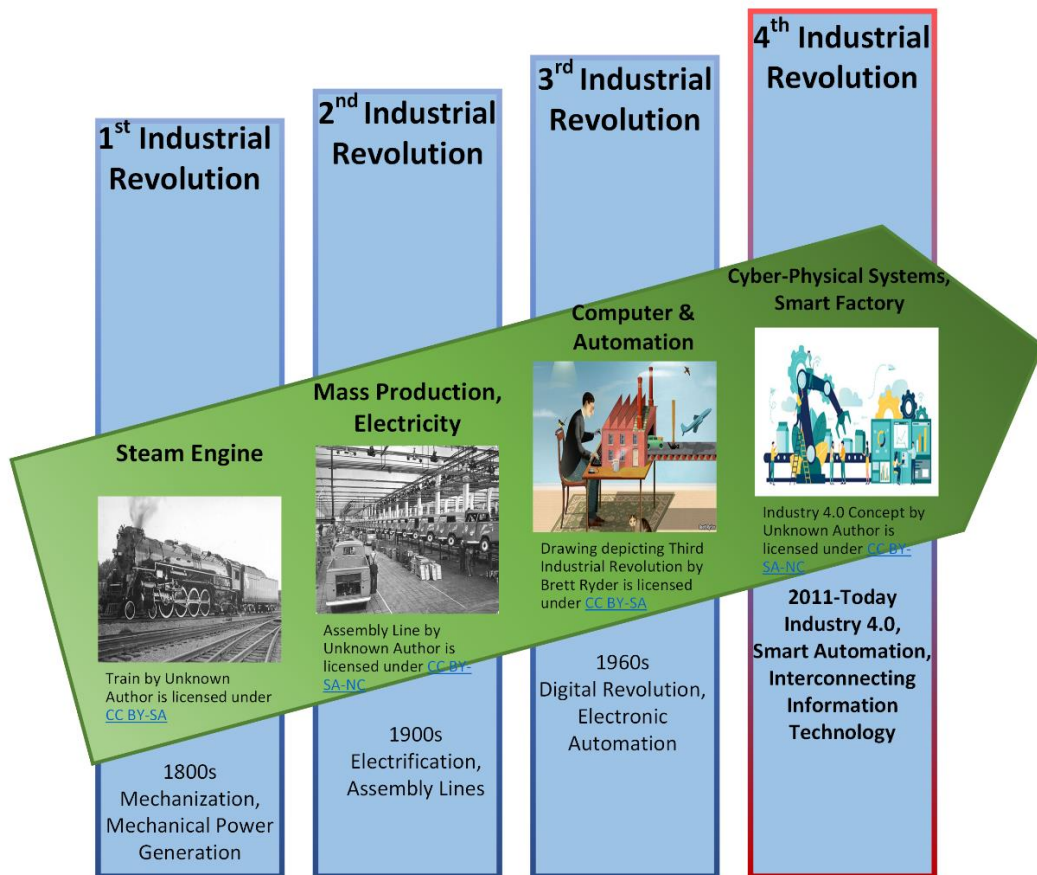 1st Industrial
Revolution
Steam Engine
Train by Unknown
Author is licensed under
CC BY-SA
1800s
Mechanization,
Mechanical Power
Generation
2nd Industrial
Revolution
Mass Production,
Electricity
Assembly Line by
Unknown Author is
licensed under CC BY-
SA-NC
1900s
Electrification,
Assembly Lines
3rd Industrial
Revolution
Computer &
Automation
Drawing depicting Third
Industrial Revolution by
Brett Ryder is licensed
under CC BY-SA
1960s
Digital Revolution,
Electronic
Automation
4th Industrial
Revolution
Cyber-Physical Systems,
Smart Factory
Industry 4.0 Concept by
Unknown Author is
licensed under CC BY-
SA-NC
2011-Today
Industry 4.0,
Smart Automation,
Interconnecting
Information
Technology